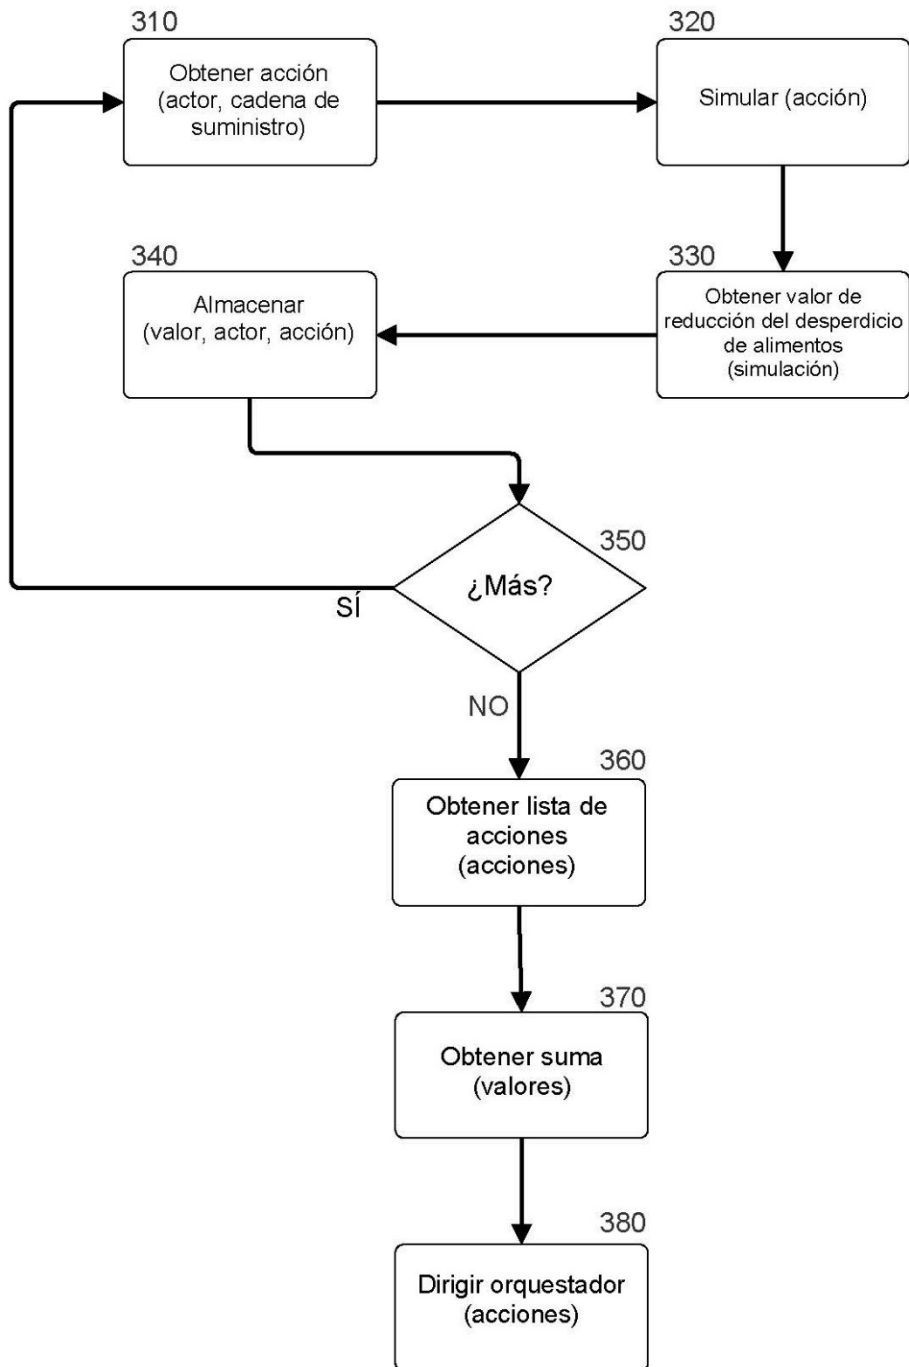 310
Obtener acción
(actor, cadena de
suministro)
320
Simular (acción)
330
Obtener valor de
reducción del desperdicio
de alimentos
(simulación)
340
Almacenar
(valor, actor, acción)
350
¿Más?
SÍ
NO
360
Obtener lista de
acciones
(acciones)
370
Obtener suma
(valores)
380
Dirigir orquestador
(acciones)